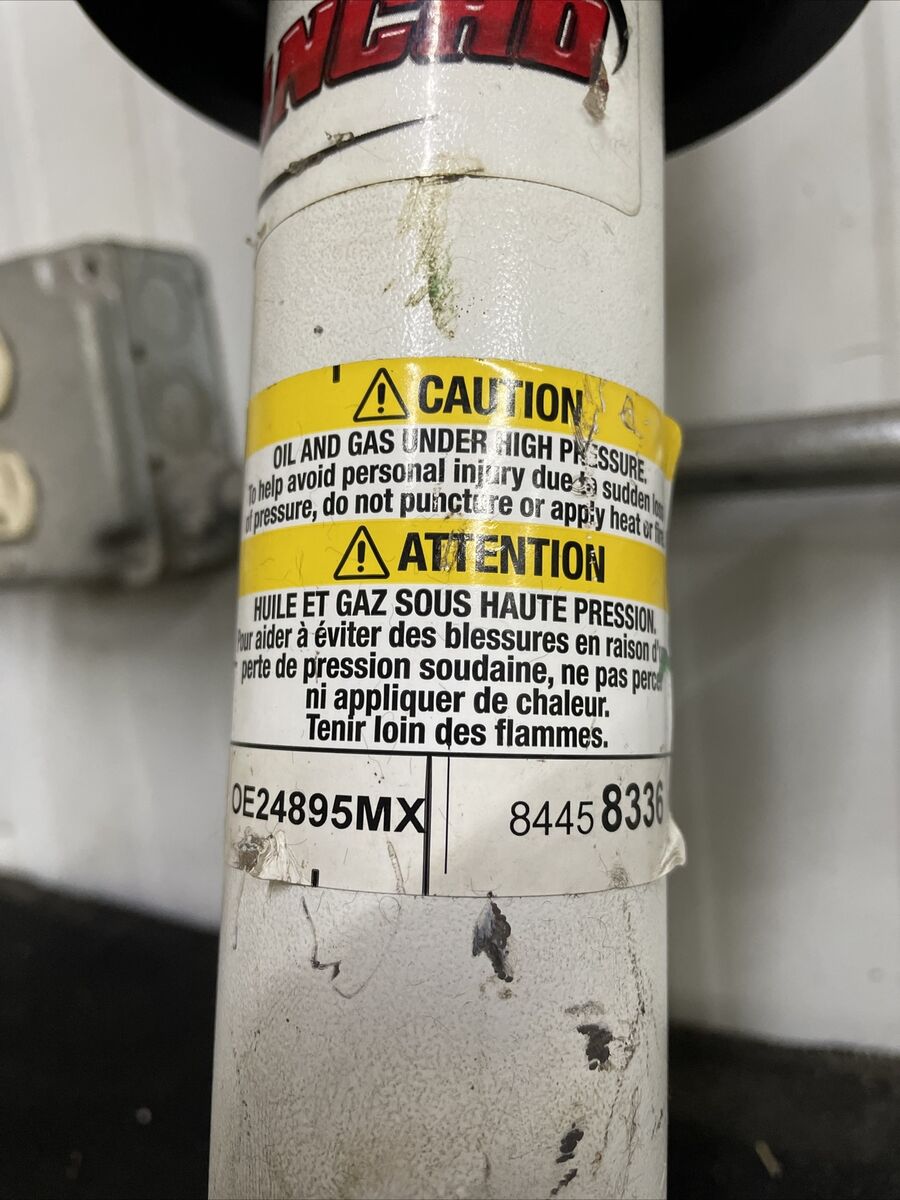 ANCHO
CAUTION
OIL AND GAS UNDER HIGH PRESSURE.
To help avoid personal injury due to sudden loss
of pressure, do not puncture or apply heat or fire.
ATTENTION
HUILE ET GAZ SOUS HAUTE PRESSION.
Pour aider à éviter des blessures en raison d'
perte de pression soudaine, ne pas perce
ni appliquer de chaleur.
Tenir loin des flammes.
OE24895MX
8445 8336